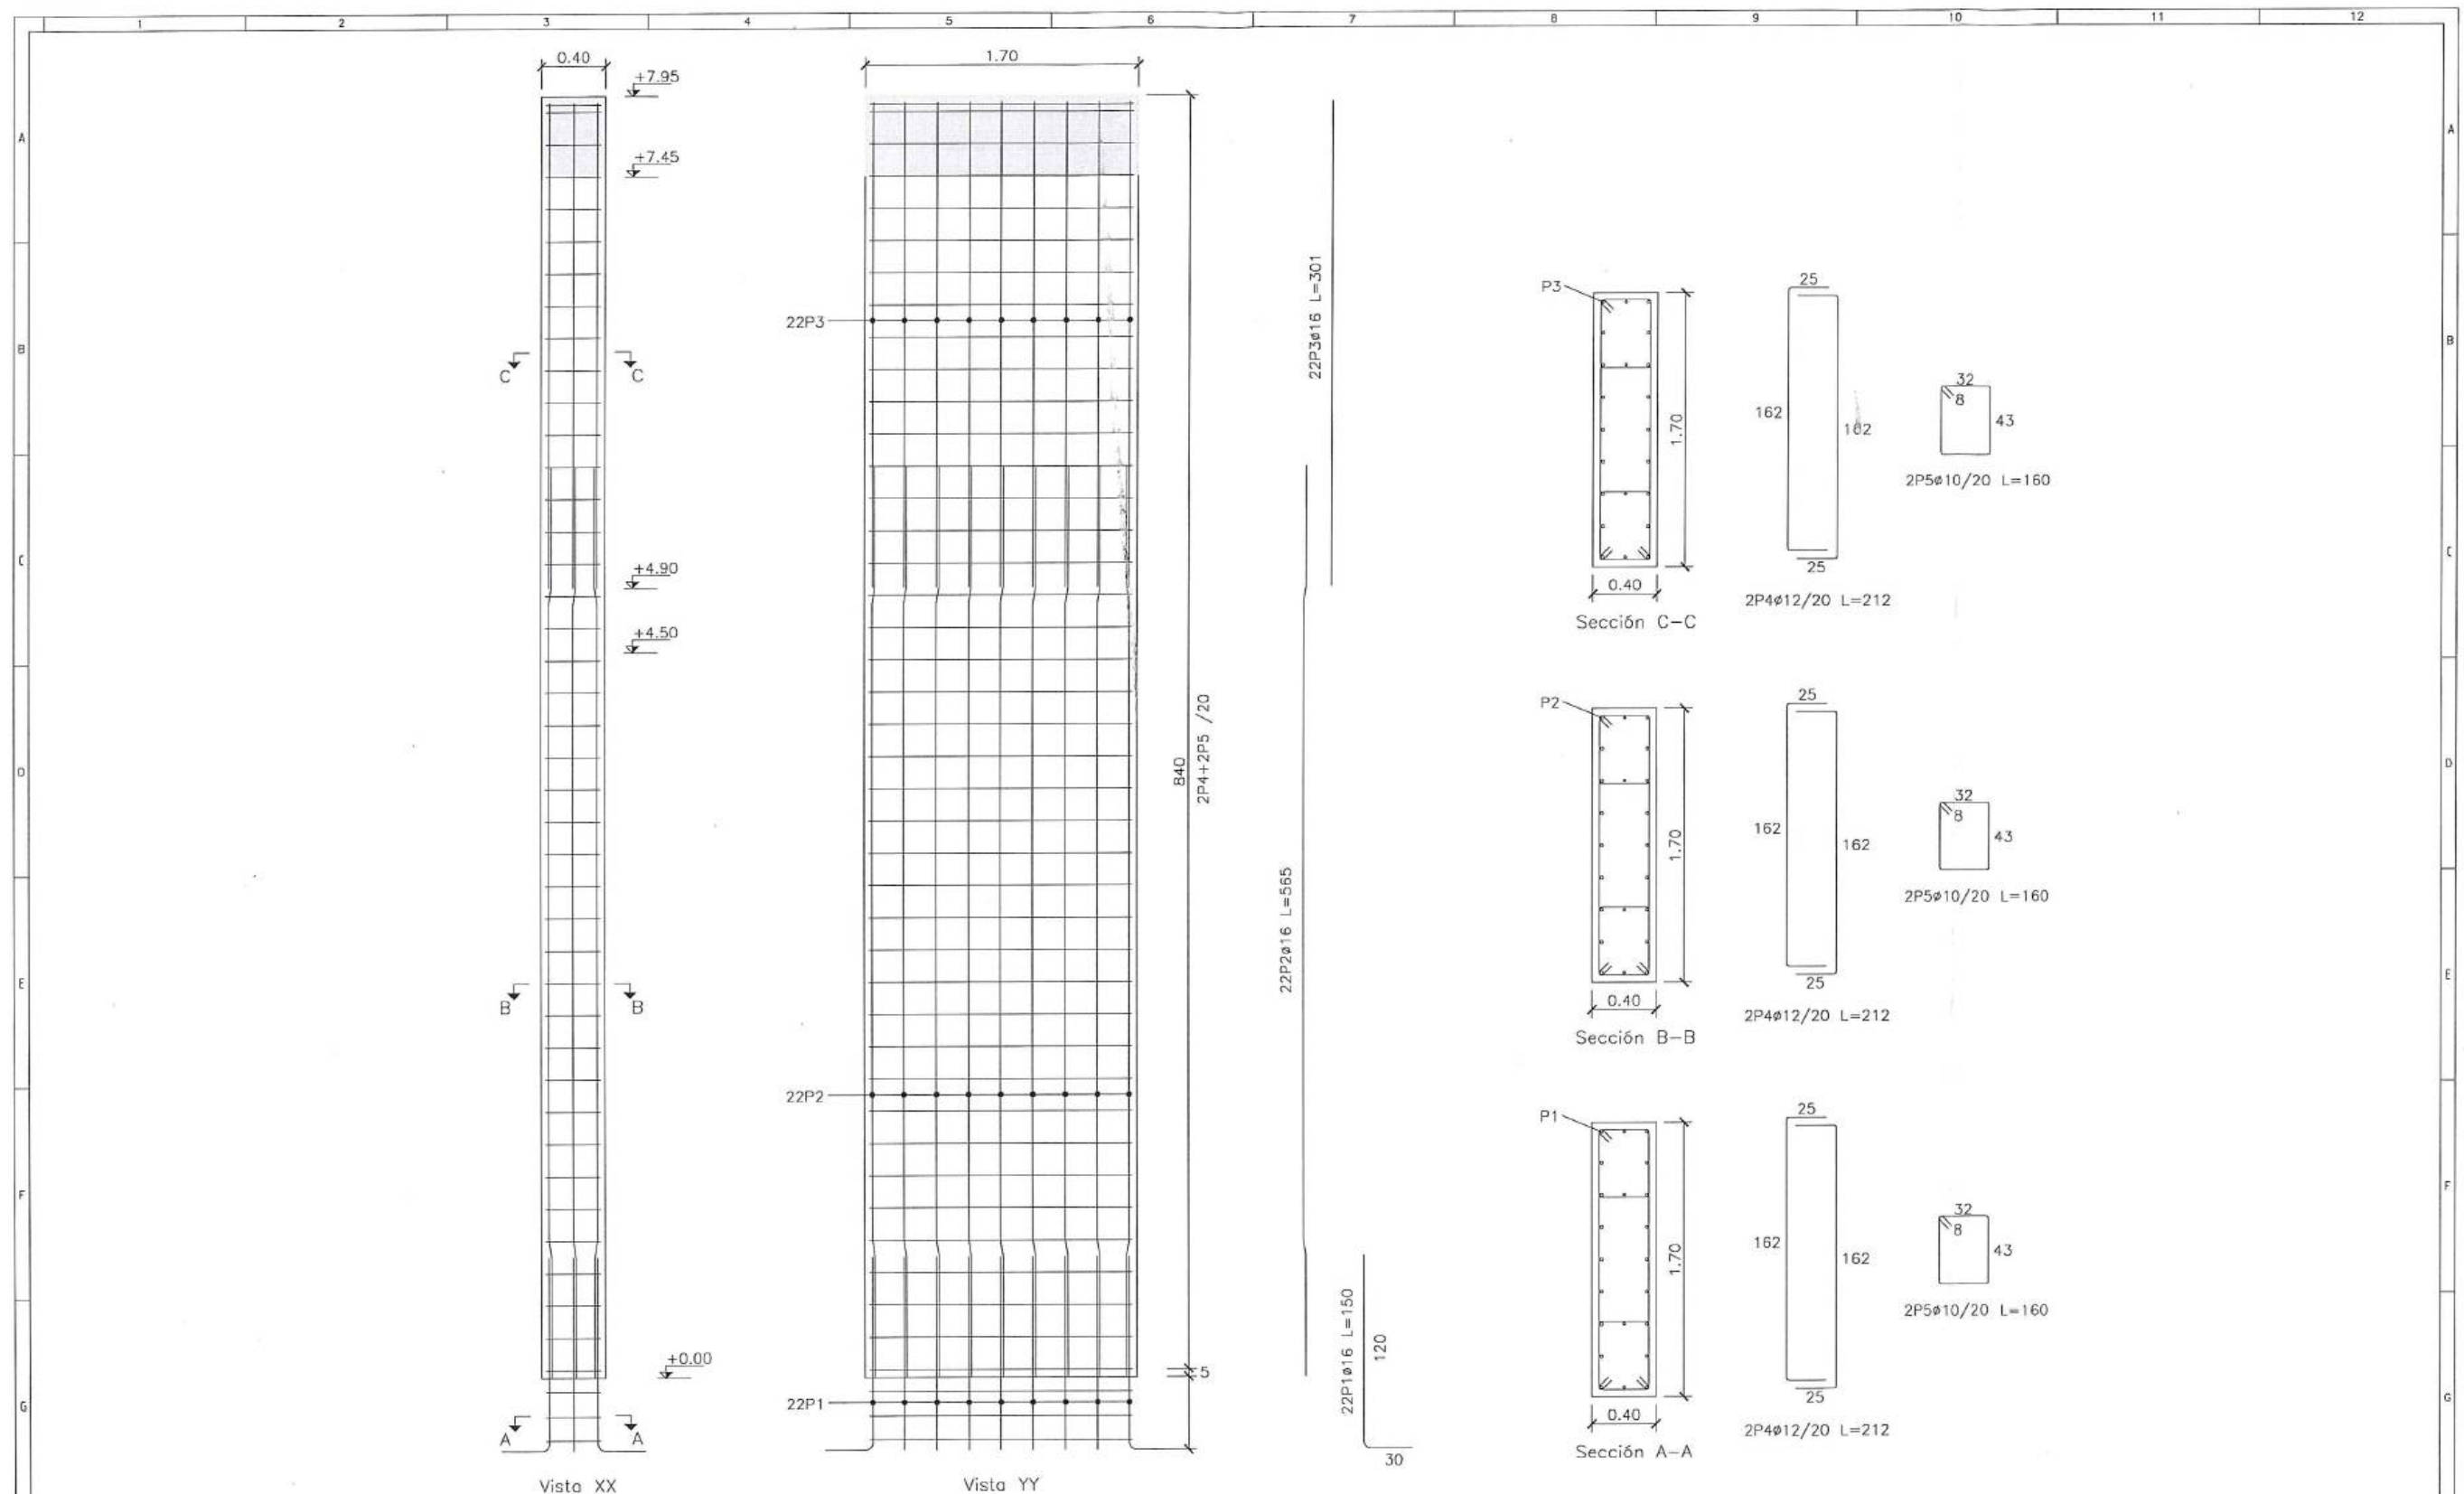 1 2 3 4 5 6 7 8 9 10 11 12
A
B
C
D
E
F
G
0.40
+7.95
+7.45
C C
+4.90
+4.50
B B
+0.00
A A
Vista XX
1.70
22P3
22P2
22P1
840
2P4+2P5 /20
5
Vista YY
22P3ø16 L=301
22P2ø16 L=565
22P1ø16 L=150
120
30
P3
1.70
0.40
Sección C-C
25
162
162
25
2P4ø12/20 L=212
32
8
43
2P5ø10/20 L=160
P2
1.70
0.40
Sección B-B
25
162
162
25
2P4ø12/20 L=212
32
8
43
2P5ø10/20 L=160
P1
1.70
0.40
Sección A-A
25
162
162
25
2P4ø12/20 L=212
32
8
43
2P5ø10/20 L=160
A
B
C
D
E
F
G